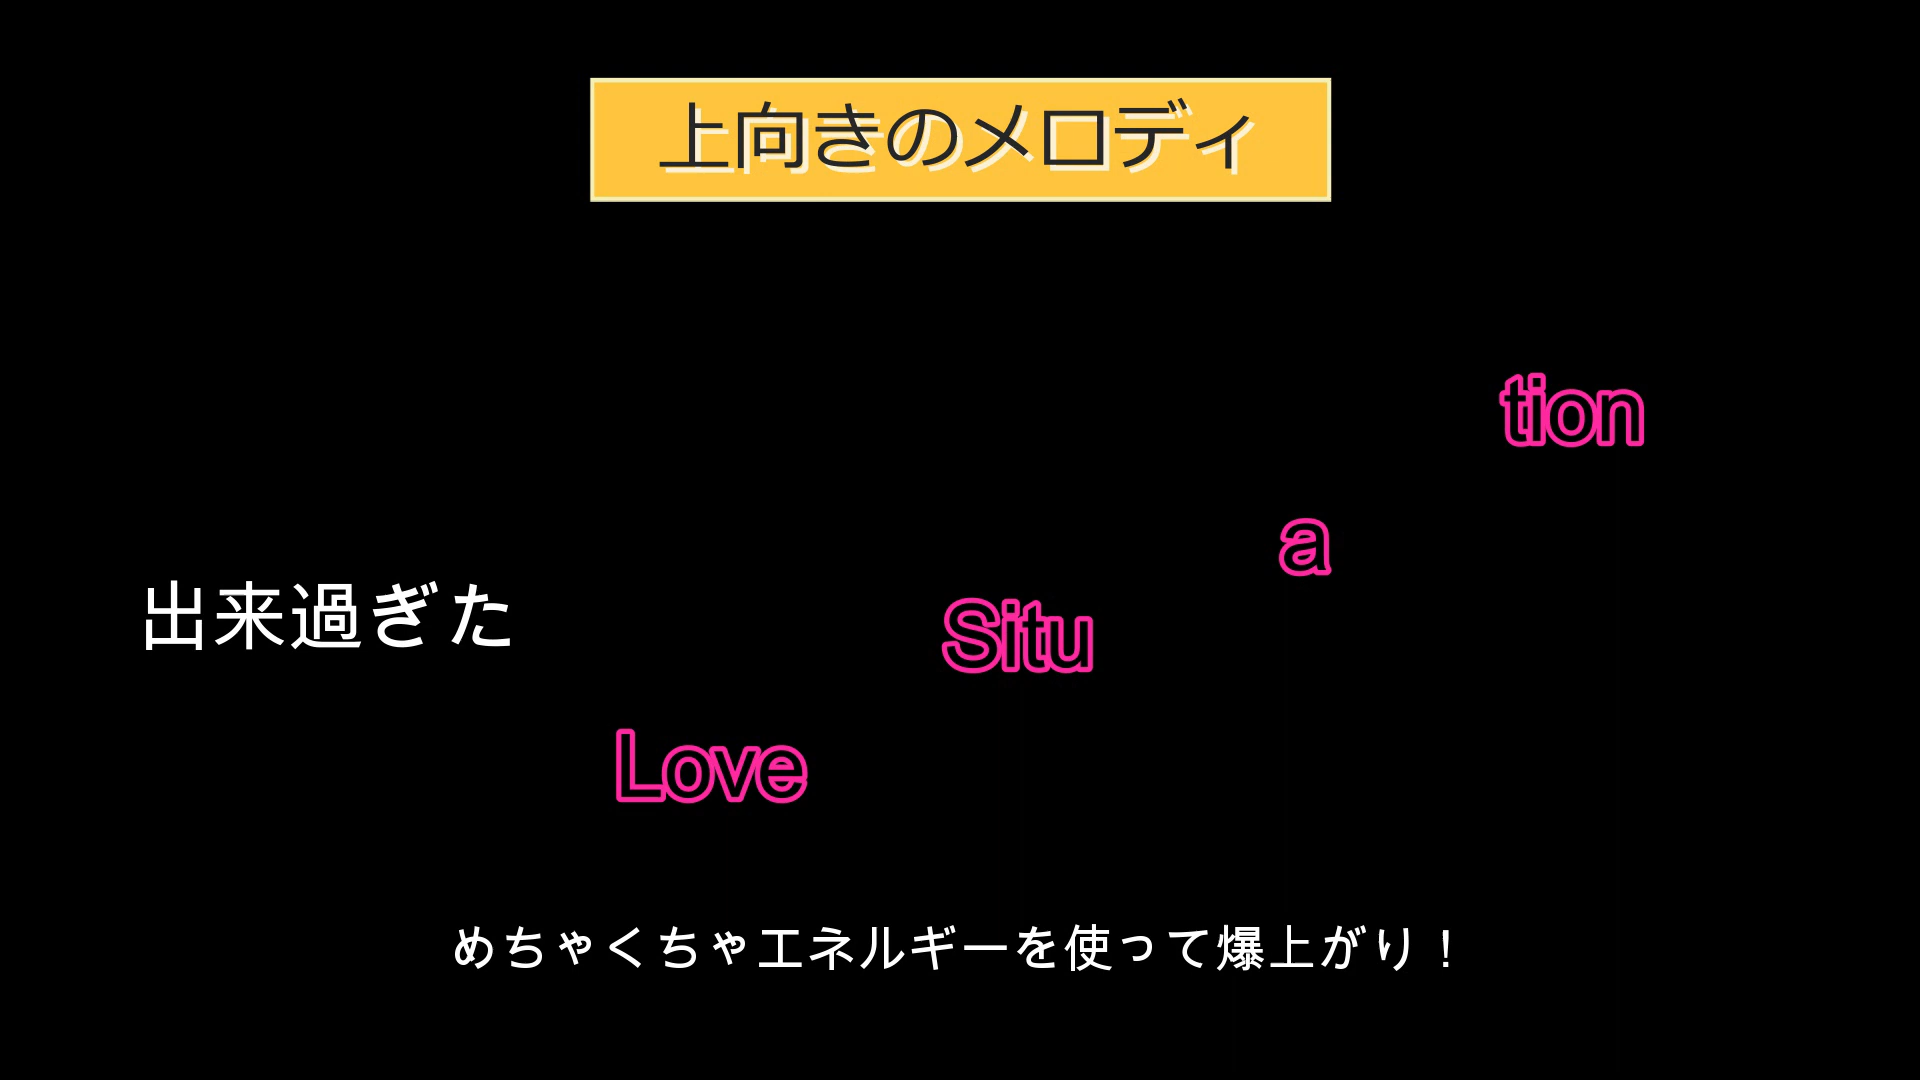 上向きのメロディ
出来過ぎた
Love
Situ
a
tion
めちゃくちゃエネルギーを使って爆上がり！